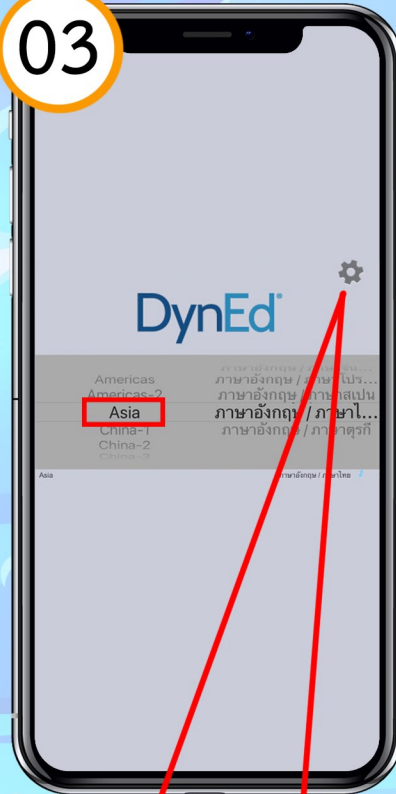 03
DynEd®
Americas ภาษาอังกฤษ / ภาษาโปร...
Americas-2 ภาษาอังกฤษ / ภาษาสเปน
Asia ภาษาอังกฤษ / ภาษาไ...
China-1 ภาษาอังกฤษ / ภาษาตุรกี
China-2
Asia ภาษาอังกฤษ / ภาษาไทย